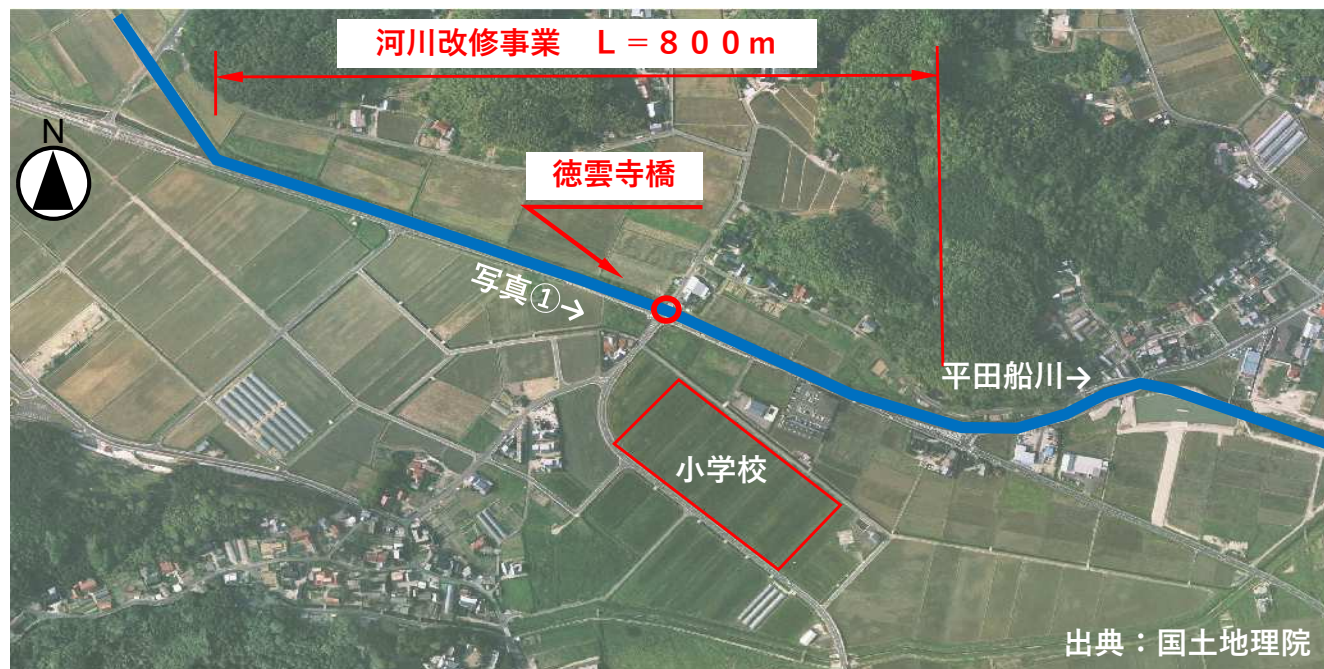 河川改修事業　Ｌ＝８００ｍ
N
徳雲寺橋
写真①→
平田船川→
小学校
出典：国土地理院